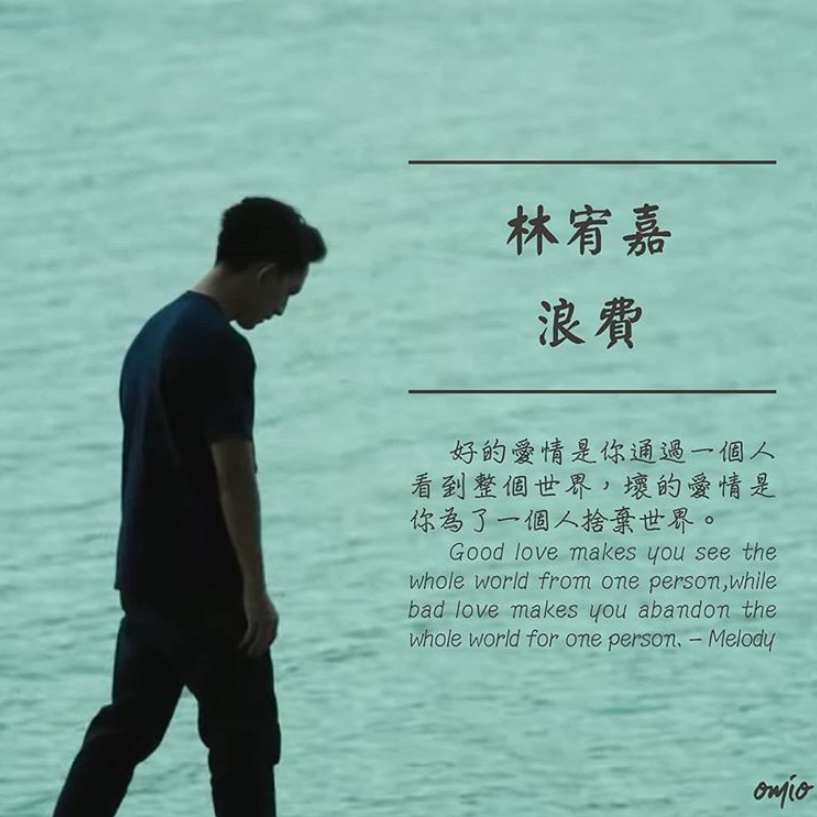 林宥嘉
浪費
好的愛情是你通過一個人
看到整個世界，壞的愛情是
你為了一個人捨棄世界。
Good love makes you see the
whole world from one person,while
bad love makes you abandon the
whole world for one person. – Melody
omio